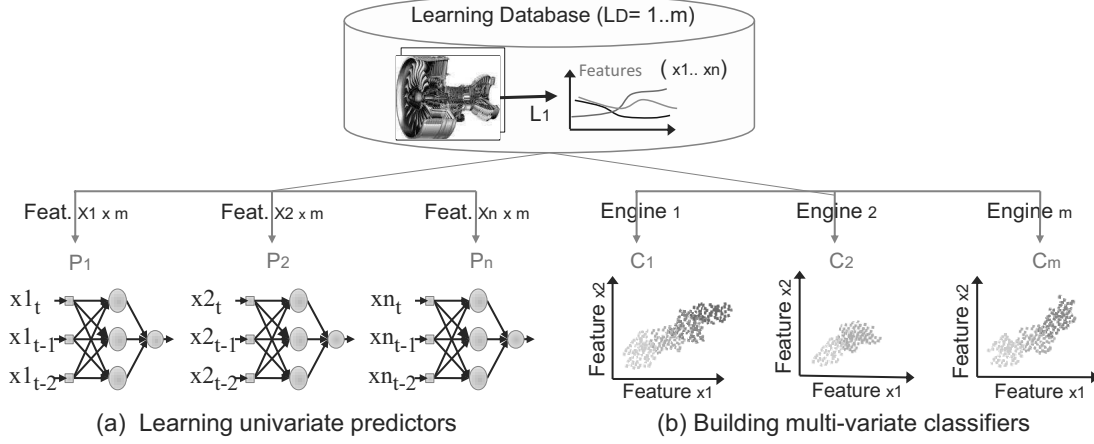 Learning Database (LD= 1..m)
Features ( x1.. xn)
L1
Feat. X1 x m
Feat. X2 x m
Feat. Xn x m
Engine 1
Engine 2
Engine m
P1
P2
Pn
C1
C2
Cm
x1t
x1t-1
x1t-2
x2t
x2t-1
x2t-2
xnt
xnt-1
xnt-2
Feature x2
Feature x1
Feature x2
Feature x1
Feature x2
Feature x1
(a) Learning univariate predictors
(b) Building multi-variate classifiers